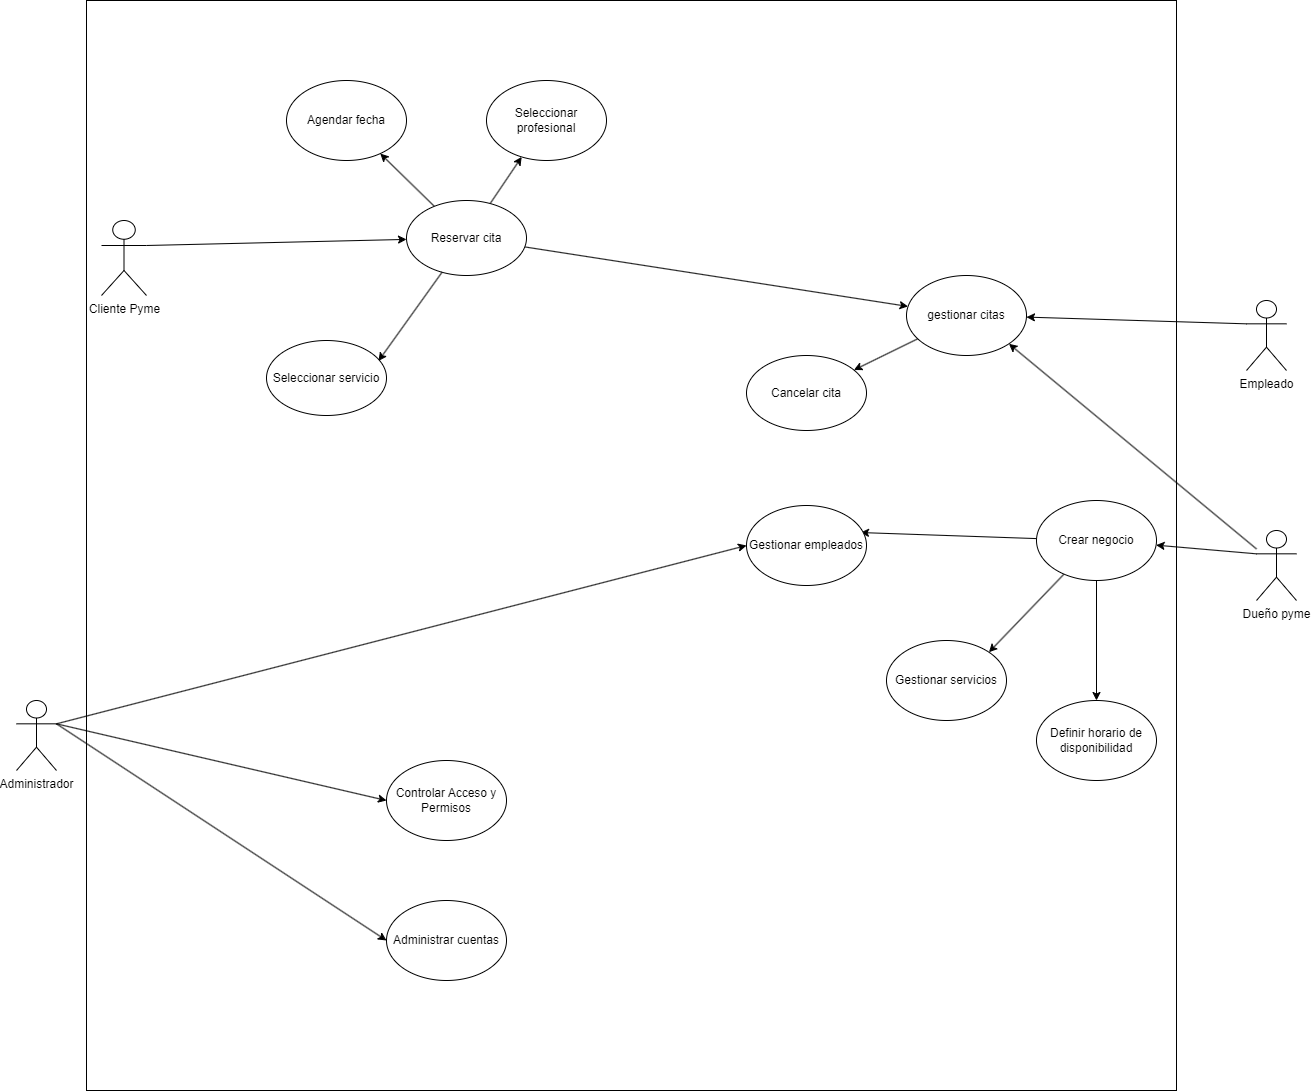 Agendar fecha
Seleccionar
profesional
Reservar cita
Cliente Pyme
gestionar citas
Seleccionar servicio
Cancelar cita
Empleado
Gestionar empleados
Crear negocio
Dueño pyme
Gestionar servicios
Definir horario de
disponibilidad
Administrador
Controlar Acceso y
Permisos
Administrar cuentas